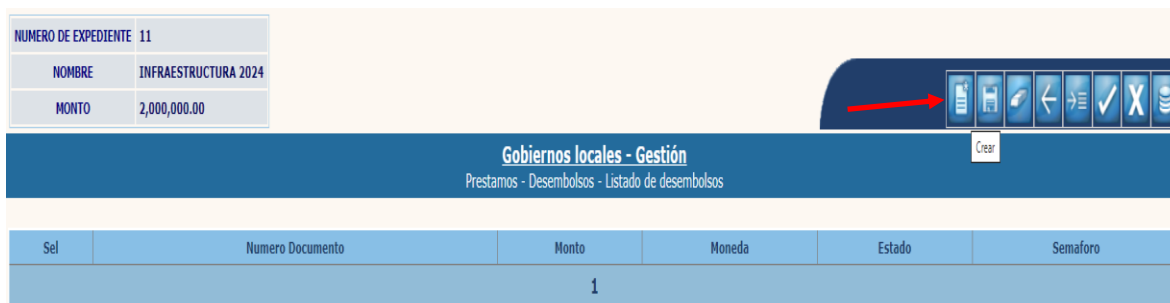 NUMERO DE EXPEDIENTE 11
NOMBRE INFRAESTRUCTURA 2024
MONTO 2,000,000.00
Crear
Gobiernos locales - Gestión
Prestamos - Desembolsos - Listado de desembolsos
Sel Numero Documento Monto Moneda Estado Semaforo
1